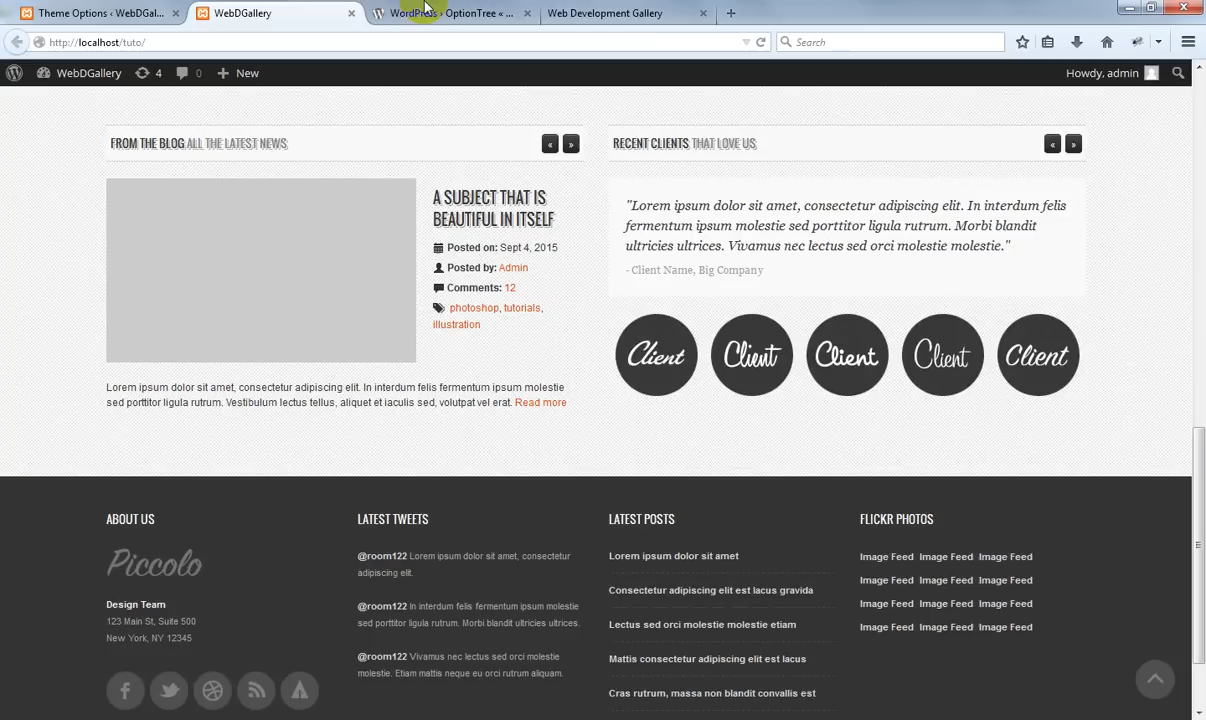 Theme Options ‹ WebDGal...
WebDGallery
WordPress › OptionTree « ...
Web Development Gallery
http://localhost/tuto/
Search
WebDGallery
4
0
New
Howdy, admin
FROM THE BLOG ALL THE LATEST NEWS
«
»
RECENT CLIENTS THAT LOVE US
«
»
A SUBJECT THAT IS
BEAUTIFUL IN ITSELF
Posted on: Sept 4, 2015
Posted by: Admin
Comments: 12
photoshop, tutorials,
illustration
Lorem ipsum dolor sit amet, consectetur adipiscing elit. In interdum felis fermentum ipsum molestie
sed porttitor ligula rutrum. Vestibulum lectus tellus, aliquet et iaculis sed, volutpat vel erat. Read more
"Lorem ipsum dolor sit amet, consectetur adipiscing elit. In interdum felis
fermentum ipsum molestie sed porttitor ligula rutrum. Morbi blandit
ultricies ultrices. Vivamus nec lectus sed orci molestie molestie."
- Client Name, Big Company
Client
Client
Client
Client
Client
ABOUT US
Piccolo
Design Team
123 Main St, Suite 500
New York, NY 12345
LATEST TWEETS
@room122 Lorem ipsum dolor sit amet, consectetur
adipiscing elit.
@room122 In interdum felis fermentum ipsum molestie
sed porttitor ligula rutrum. Morbi blandit ultricies ultrices.
@room122 Vivamus nec lectus sed orci molestie
molestie. Etiam mattis neque eu orci rutrum aliquam.
LATEST POSTS
Lorem ipsum dolor sit amet
Consectetur adipiscing elit est lacus gravida
Lectus sed orci molestie molestie etiam
Mattis consectetur adipiscing elit est lacus
Cras rutrum, massa non blandit convallis est
FLICKR PHOTOS
Image Feed Image Feed Image Feed
Image Feed Image Feed Image Feed
Image Feed Image Feed Image Feed
Image Feed Image Feed Image Feed